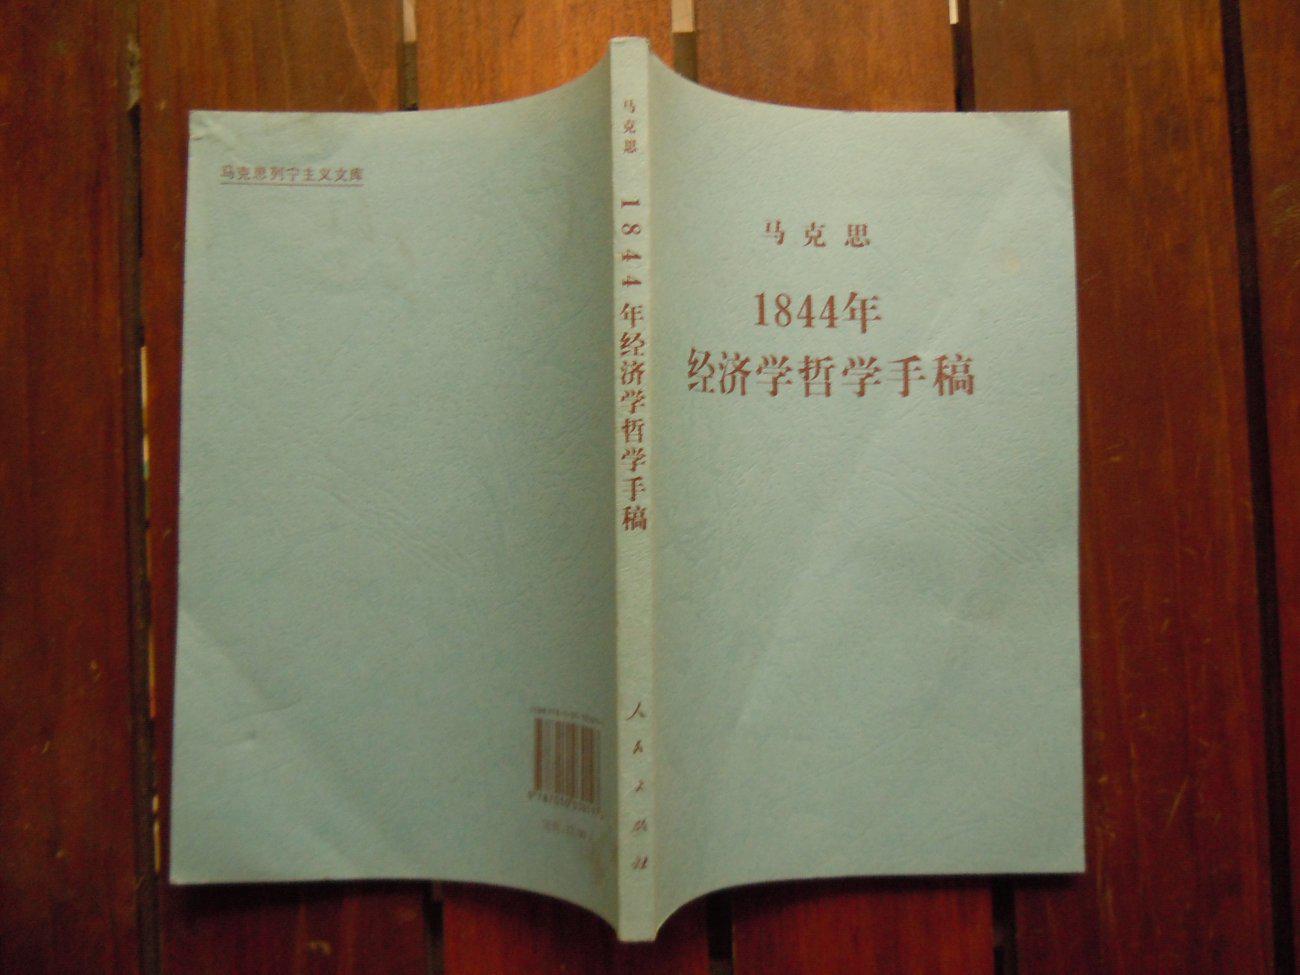 马克思列宁主义文库
马克思 1844年经济学哲学手稿 人民出版社
马克思
1844年
经济学哲学手稿